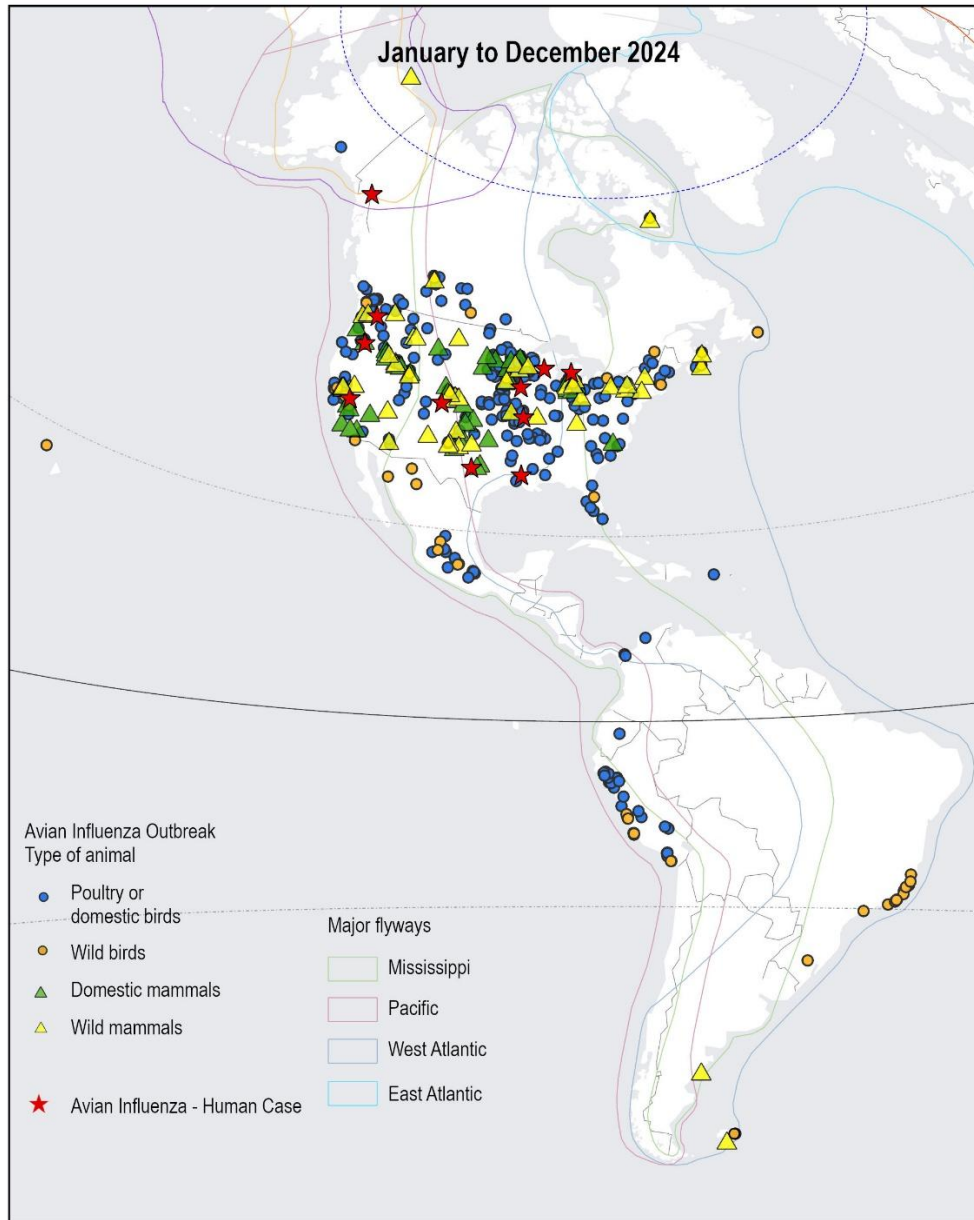 January to December 2024
Avian Influenza Outbreak
Type of animal
Poultry or
domestic birds
Wild birds
Domestic mammals
Wild mammals
Avian Influenza - Human Case
Major flyways
Mississippi
Pacific
West Atlantic
East Atlantic